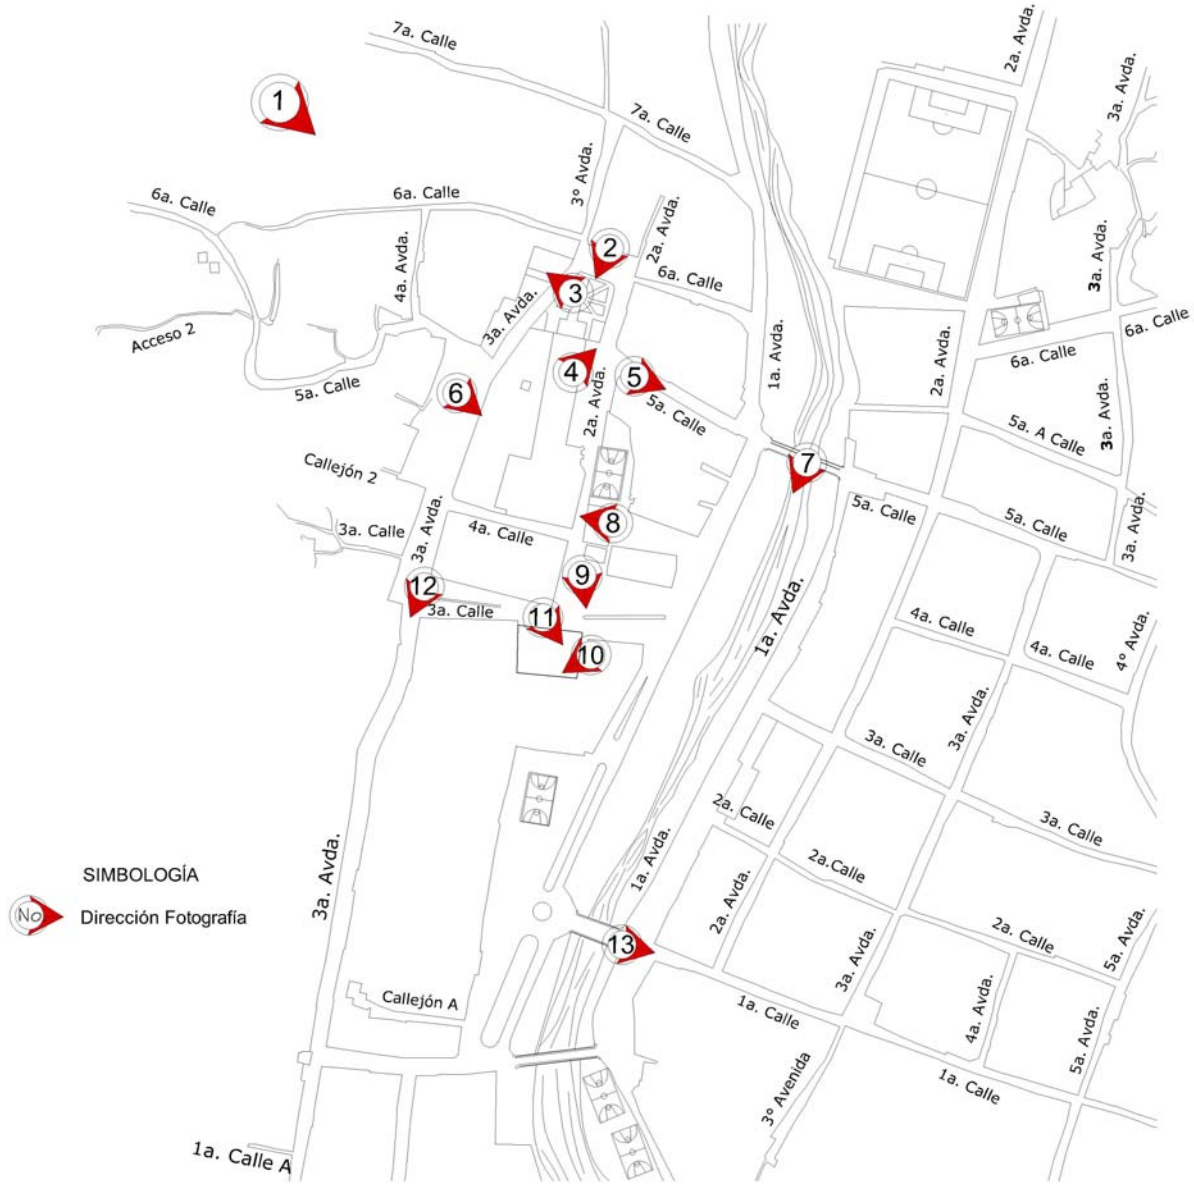 2a. Avda.
7a. Calle
3a. Avda.
1
7a. Calle
3° Avda.
6a. Calle
6a. Calle
2a. Avda.
2
4a. Avda.
3a. Avda.
6a. Calle
3
3a. Avda.
6a. Calle
Acceso 2
1a. Avda.
6a. Calle
2a. Avda.
4
5
5a. Calle
6
2a. Avda.
5a. Calle
3a. Avda.
5a. A Calle
Callejón 2
7
5a. Calle
5a. Calle
3a. Avda.
3a. Avda.
3a. Calle
4a. Calle
8
9
12
3a. Calle
11
10
1a. Avda.
4a. Calle
4a. Calle
4° Avda.
3a. Avda.
3a. Calle
2a. Calle
3a. Calle
1a. Avda.
2a.Calle
SIMBOLOGÍA
3a. Avda.
No
Dirección Fotografía
2a. Avda.
13
2a. Calle
5a. Avda.
3a. Avda.
Callejón A
1a. Calle
4a. Avda.
5a. Avda.
3° Avenida
1a. Calle
1a. Calle A